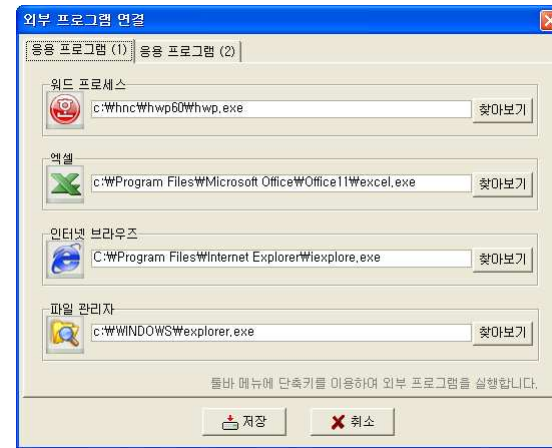 외부 프로그램 연결
응용 프로그램 (1) 응용 프로그램 (2)
워드 프로세스
c:₩hnc₩hwp60₩hwp.exe 찾아보기
엑셀
c:₩Program Files₩Microsoft Office₩Office11₩excel.exe 찾아보기
인터넷 브라우즈
C:₩Program Files₩Internet Explorer₩iexplore.exe 찾아보기
파일 관리자
c:₩WINDOWS₩explorer.exe 찾아보기
툴바 메뉴에 단축키를 이용하여 외부 프로그램을 실행합니다.
저장 취소